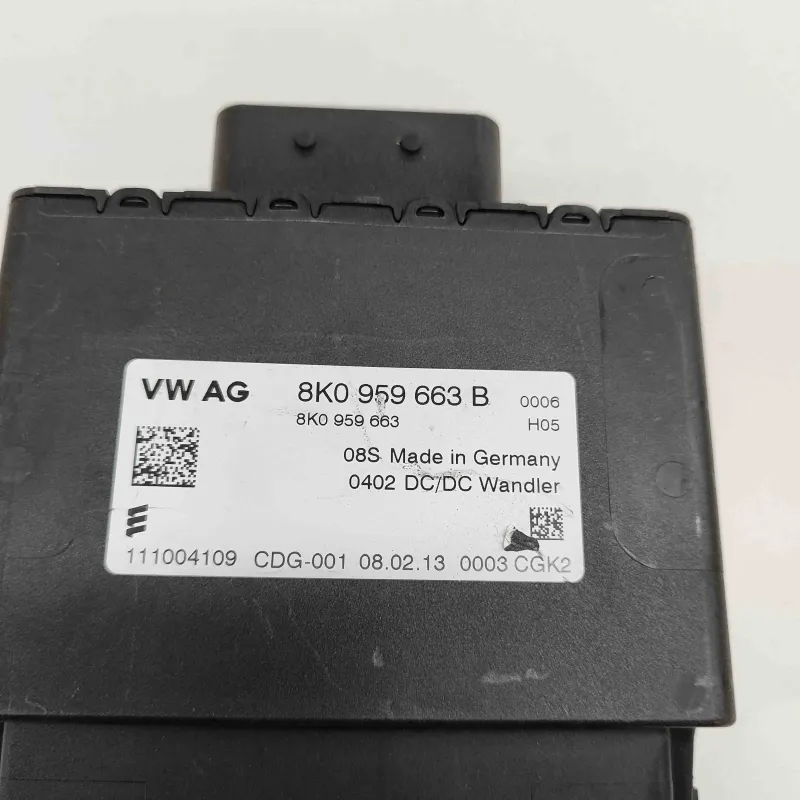 VW AG 8K0 959 663 B 0006
8K0 959 663 H05
08S Made in Germany
0402 DC/DC Wandler
111004109 CDG-001 08.02.13 0003 CGK2